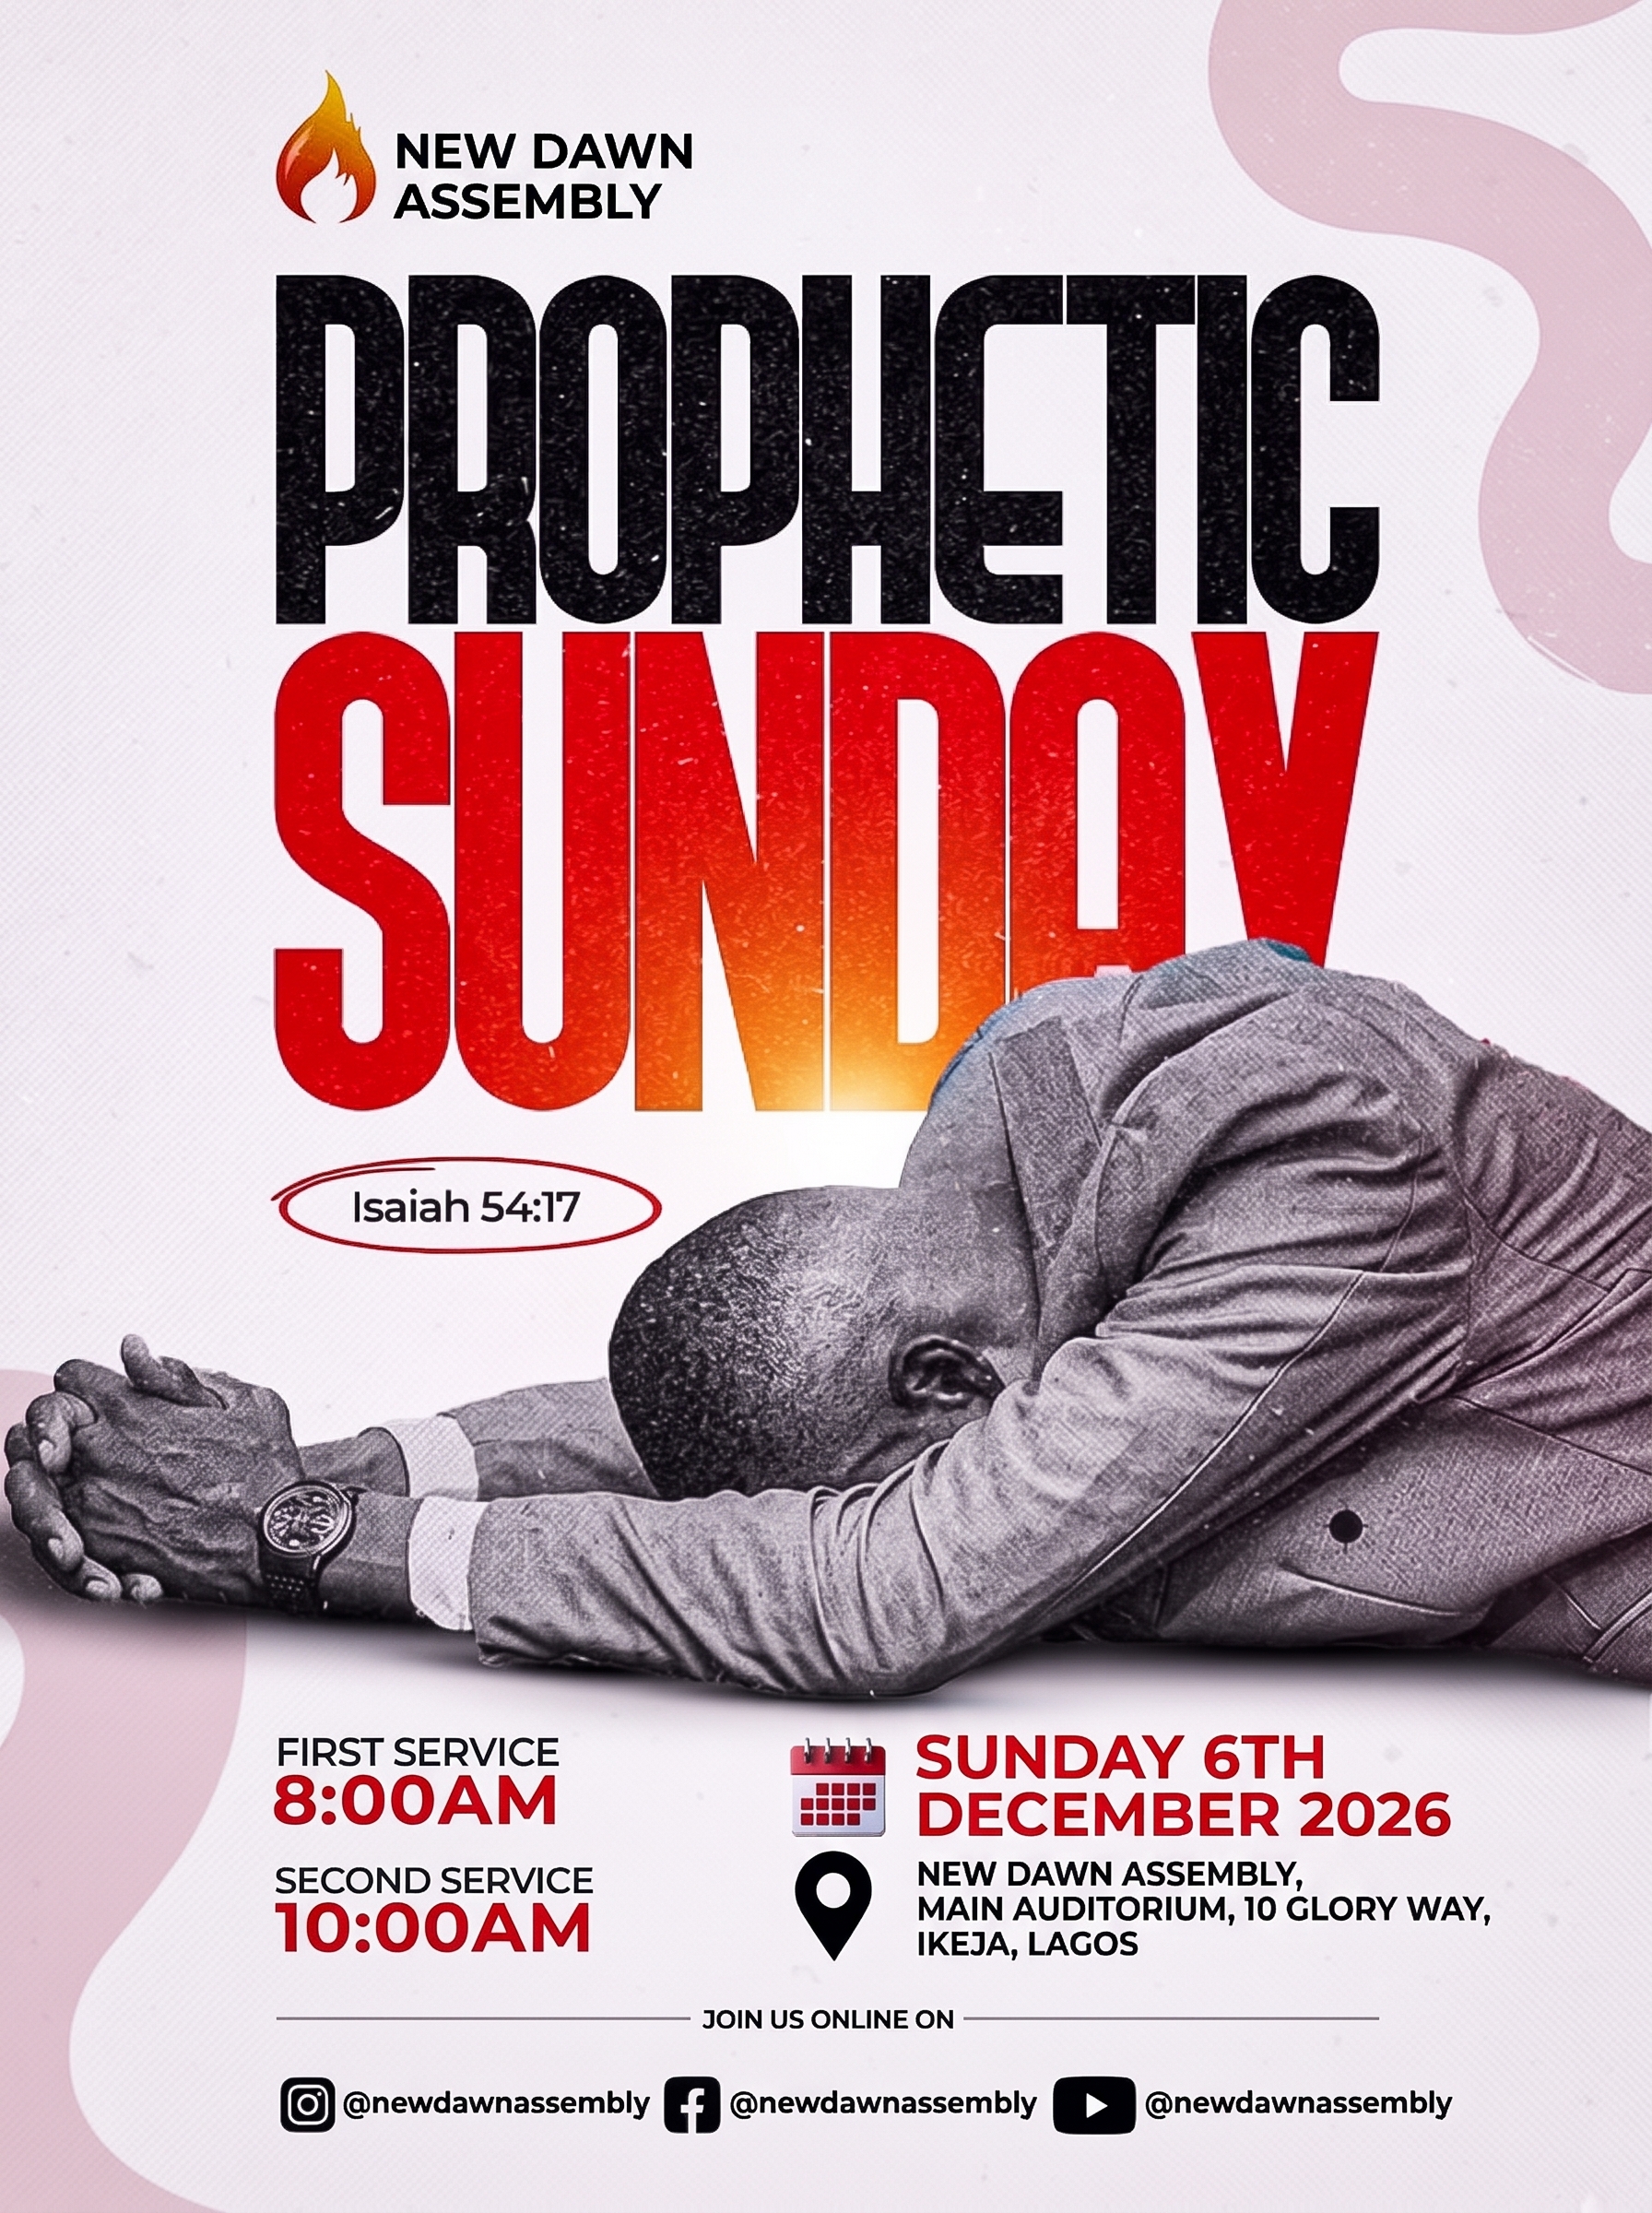 NEW DAWN
ASSEMBLY
PROPHETIC
SUNDAY
Isaiah 54:17
FIRST SERVICE
8:00AM
SECOND SERVICE
10:00AM
SUNDAY 6TH
DECEMBER 2026
NEW DAWN ASSEMBLY,
MAIN AUDITORIUM, 10 GLORY WAY,
IKEJA, LAGOS
JOIN US ONLINE ON
@newdawnassembly @newdawnassembly @newdawnassembly